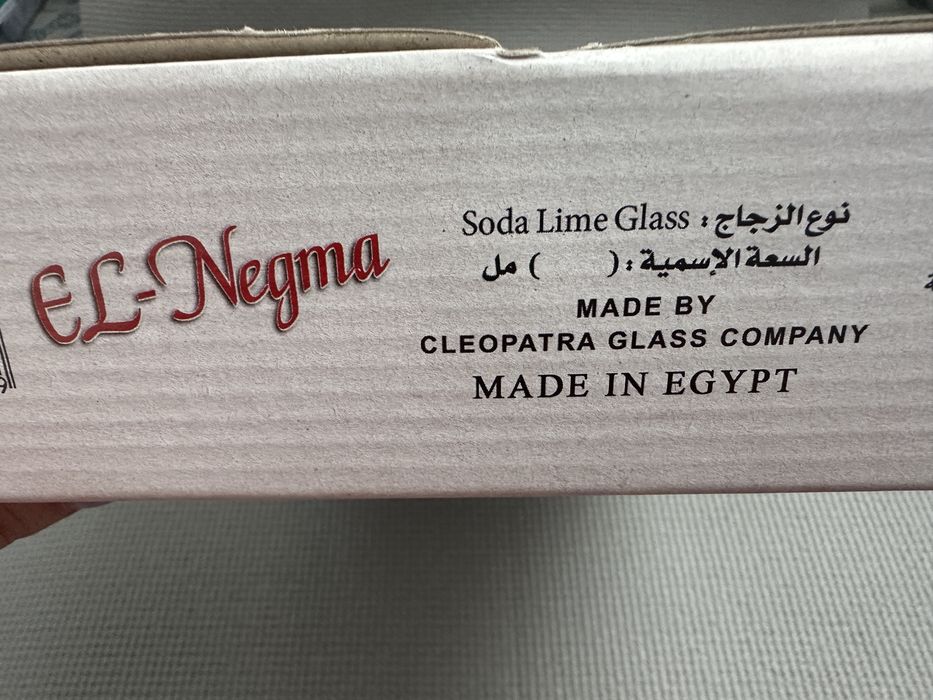 EL-Negma
نوع الزجاج : Soda Lime Glass
السعة الإسمية : (      ) مل
MADE BY
CLEOPATRA GLASS COMPANY
MADE IN EGYPT